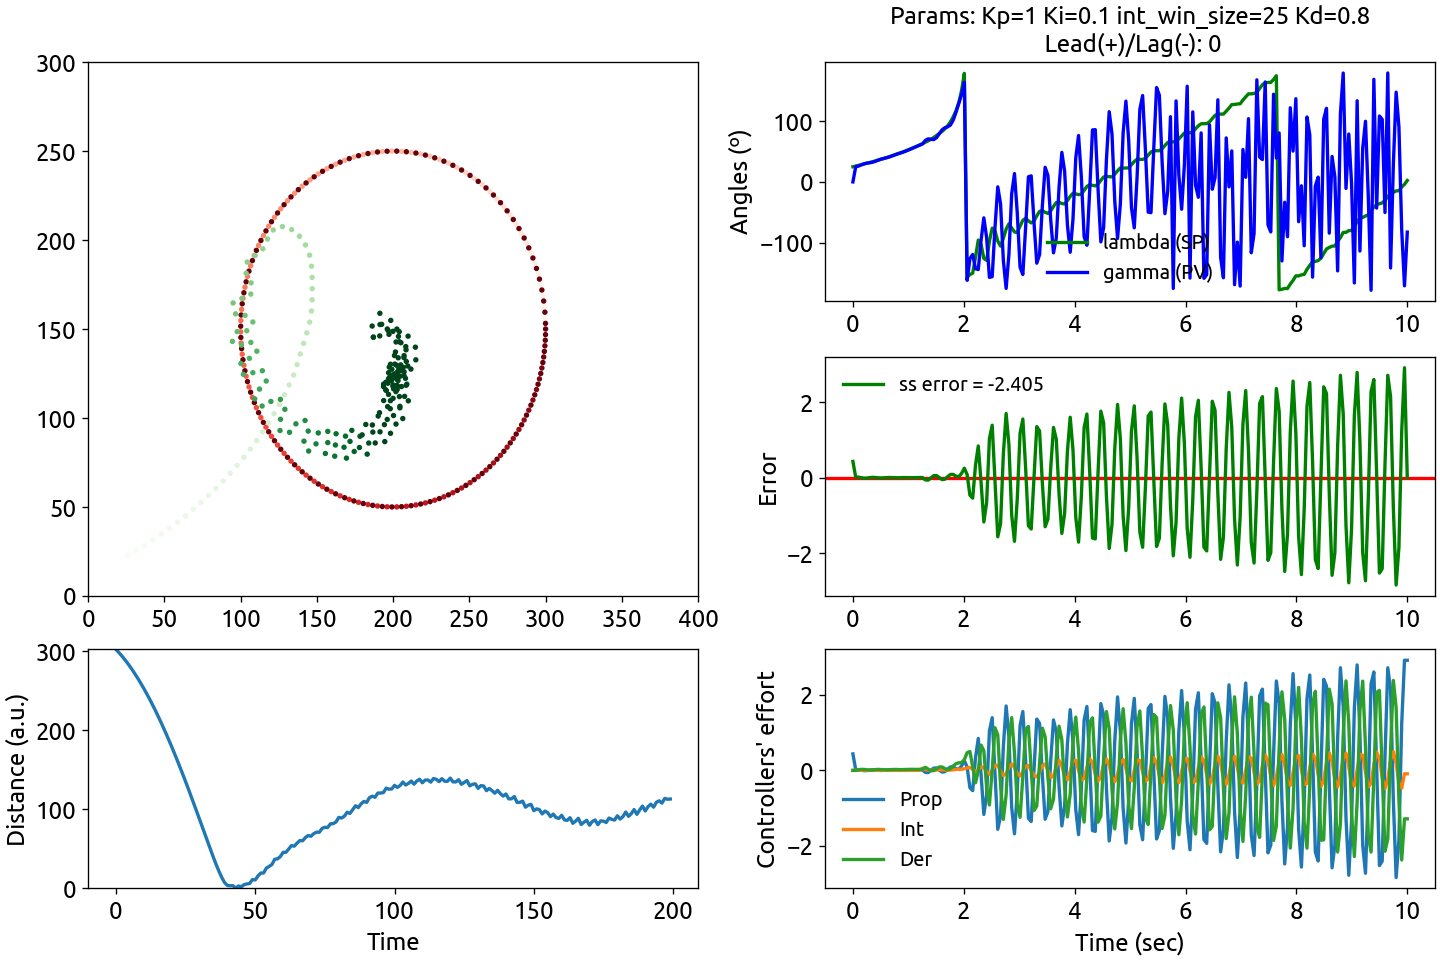 Params: Kp=1 Ki=0.1 int_win_size=25 Kd=0.8
Lead(+)/Lag(-): 0
300
250
200
150
100
50
0
0 50 100 150 200 250 300 350 400
Angles (º)
100
0
−100
lambda (SP)
gamma (PV)
0 2 4 6 8 10
Error
2
0
−2
ss error = -2.405
0 2 4 6 8 10
Distance (a.u.)
300
200
100
0
0 50 100 150 200
Time
Controllers' effort
2
0
−2
Prop
Int
Der
0 2 4 6 8 10
Time (sec)